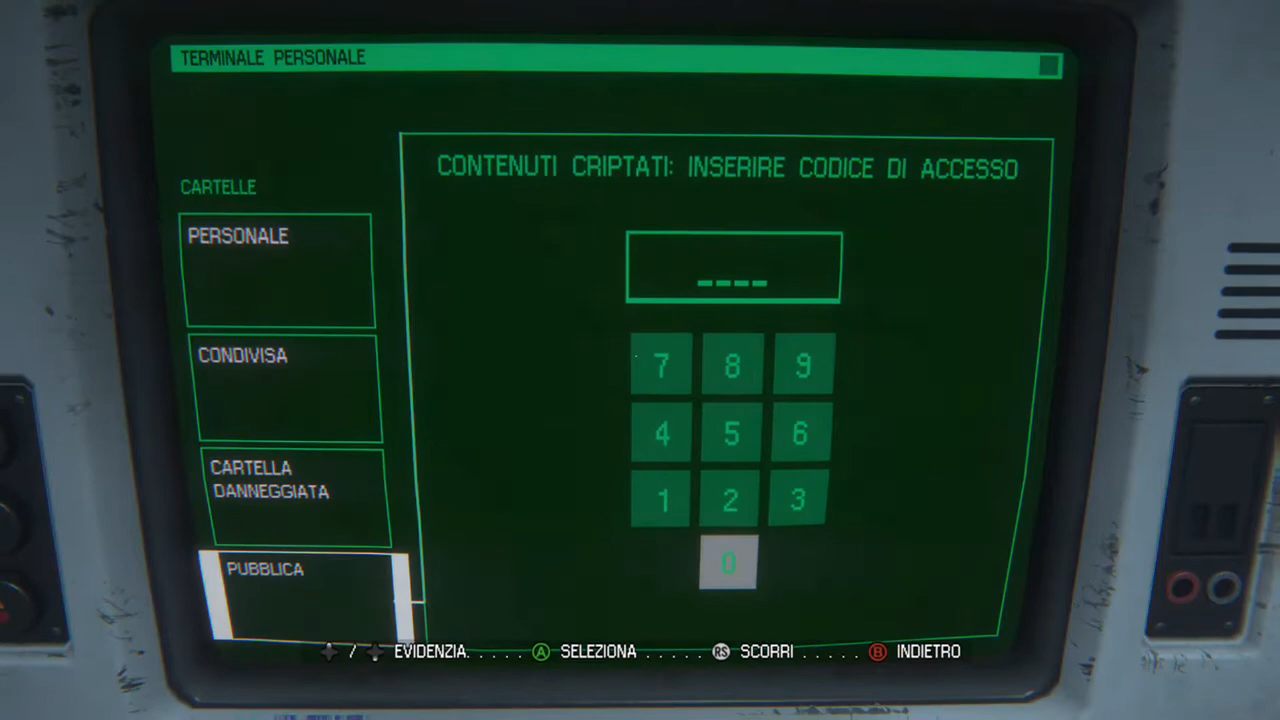 TERMINALE PERSONALE
CONTENUTI CRIPTATI: INSERIRE CODICE DI ACCESSO
CARTELLE
PERSONALE
CONDIVISA
CARTELLA
DANNEGGIATA
PUBBLICA
_ _ _ _
7 8 9
4 5 6
1 2 3
0
/ EVIDENZIA. . . . . . A SELEZIONA . . . . . . RS SCORRI . . . . . . B INDIETRO